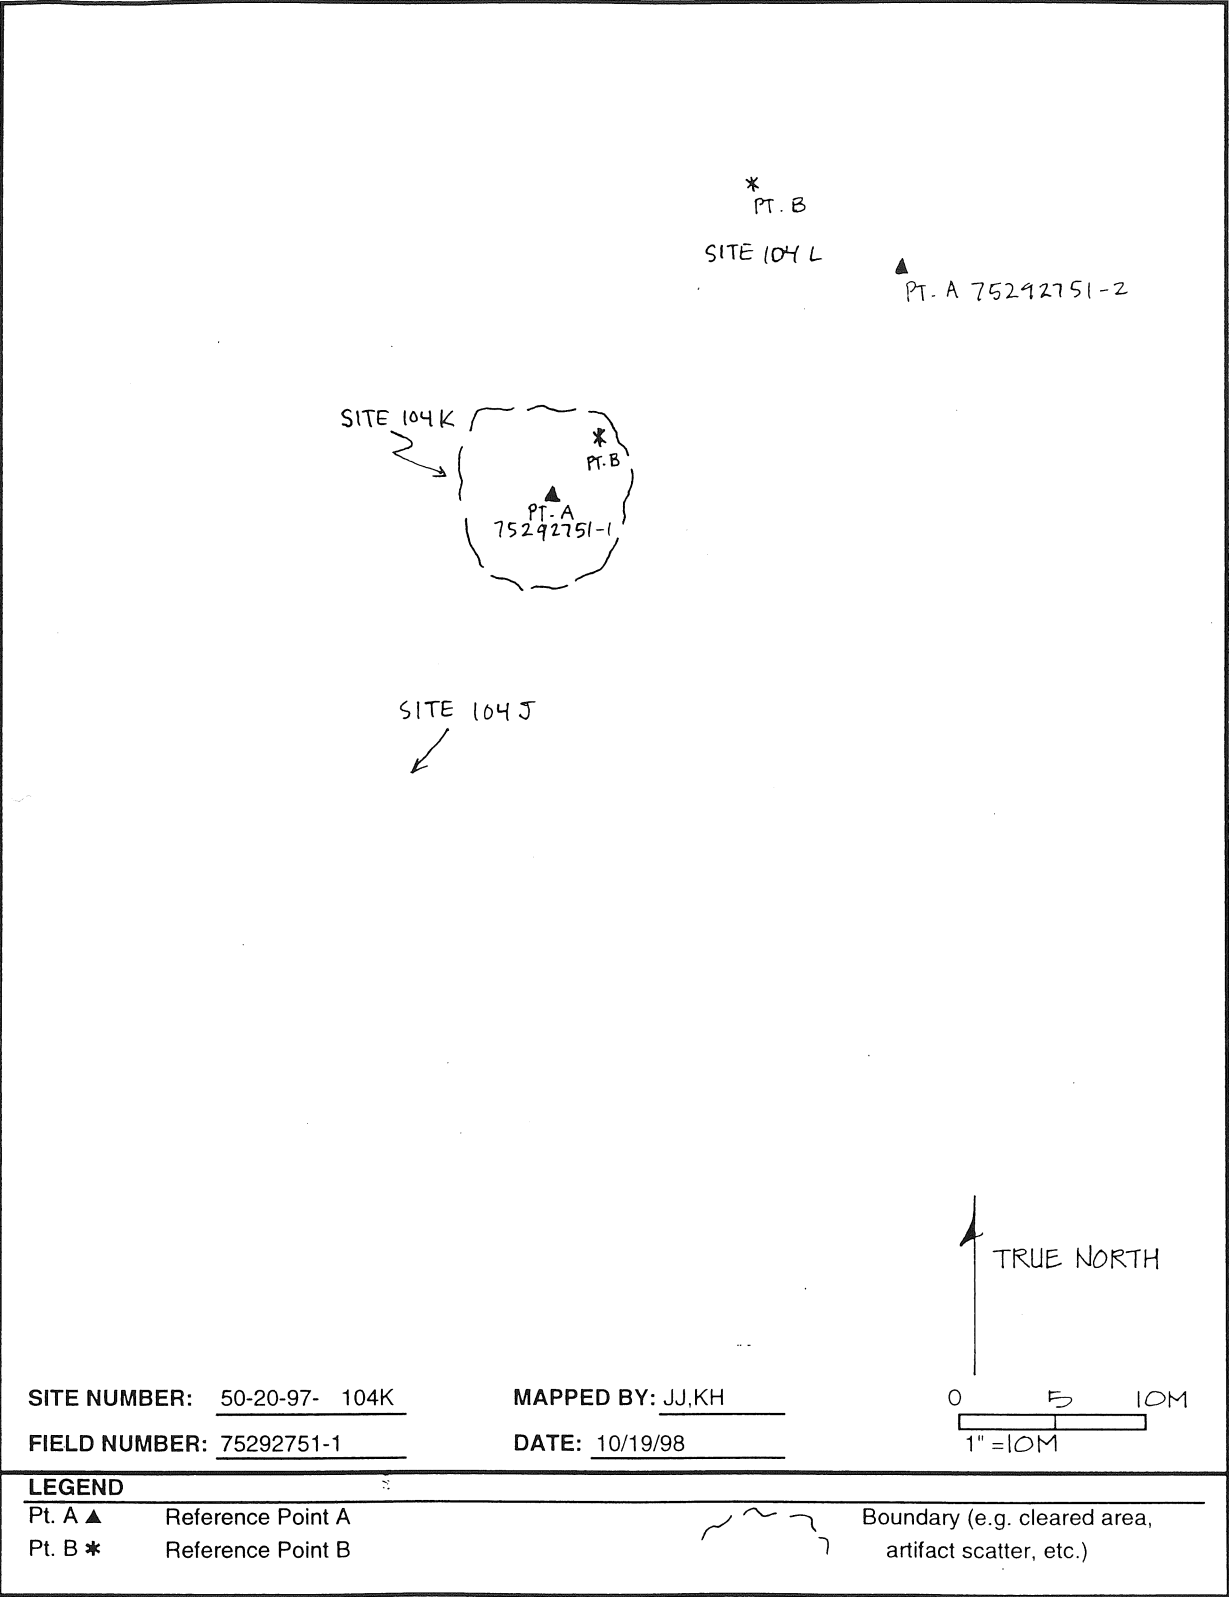 *
PT. B
SITE 104 L
▲
PT. A 75292751-2
SITE 104K
*
PT. B
▲
PT. A
75292751-1
SITE 104J
TRUE NORTH
SITE NUMBER: 50-20-97- 104K
MAPPED BY: JJ,KH
0 5 10M
FIELD NUMBER: 75292751-1
DATE: 10/19/98
1" =10M
LEGEND
Pt. A ▲ Reference Point A
Boundary (e.g. cleared area,
Pt. B * Reference Point B
artifact scatter, etc.)